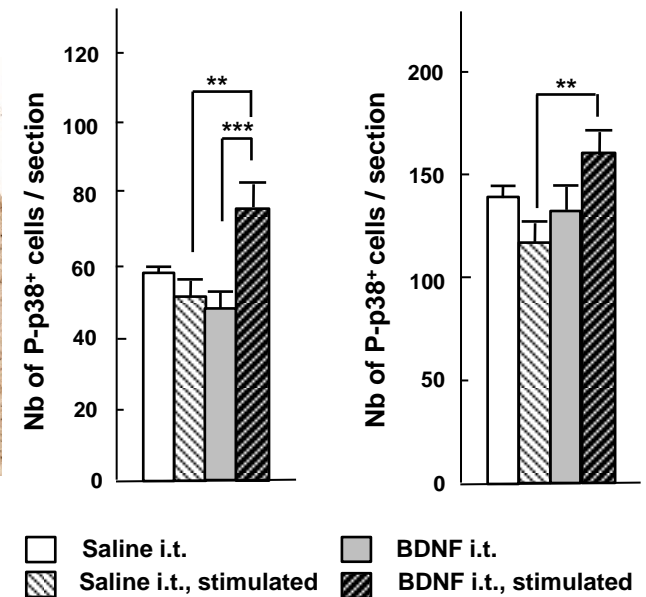 Nb of P-p38⁺ cells / section
120
100
80
60
40
20
0
**
***
Nb of P-p38⁺ cells / section
200
150
100
50
0
**
Saline i.t.
BDNF i.t.
Saline i.t., stimulated
BDNF i.t., stimulated